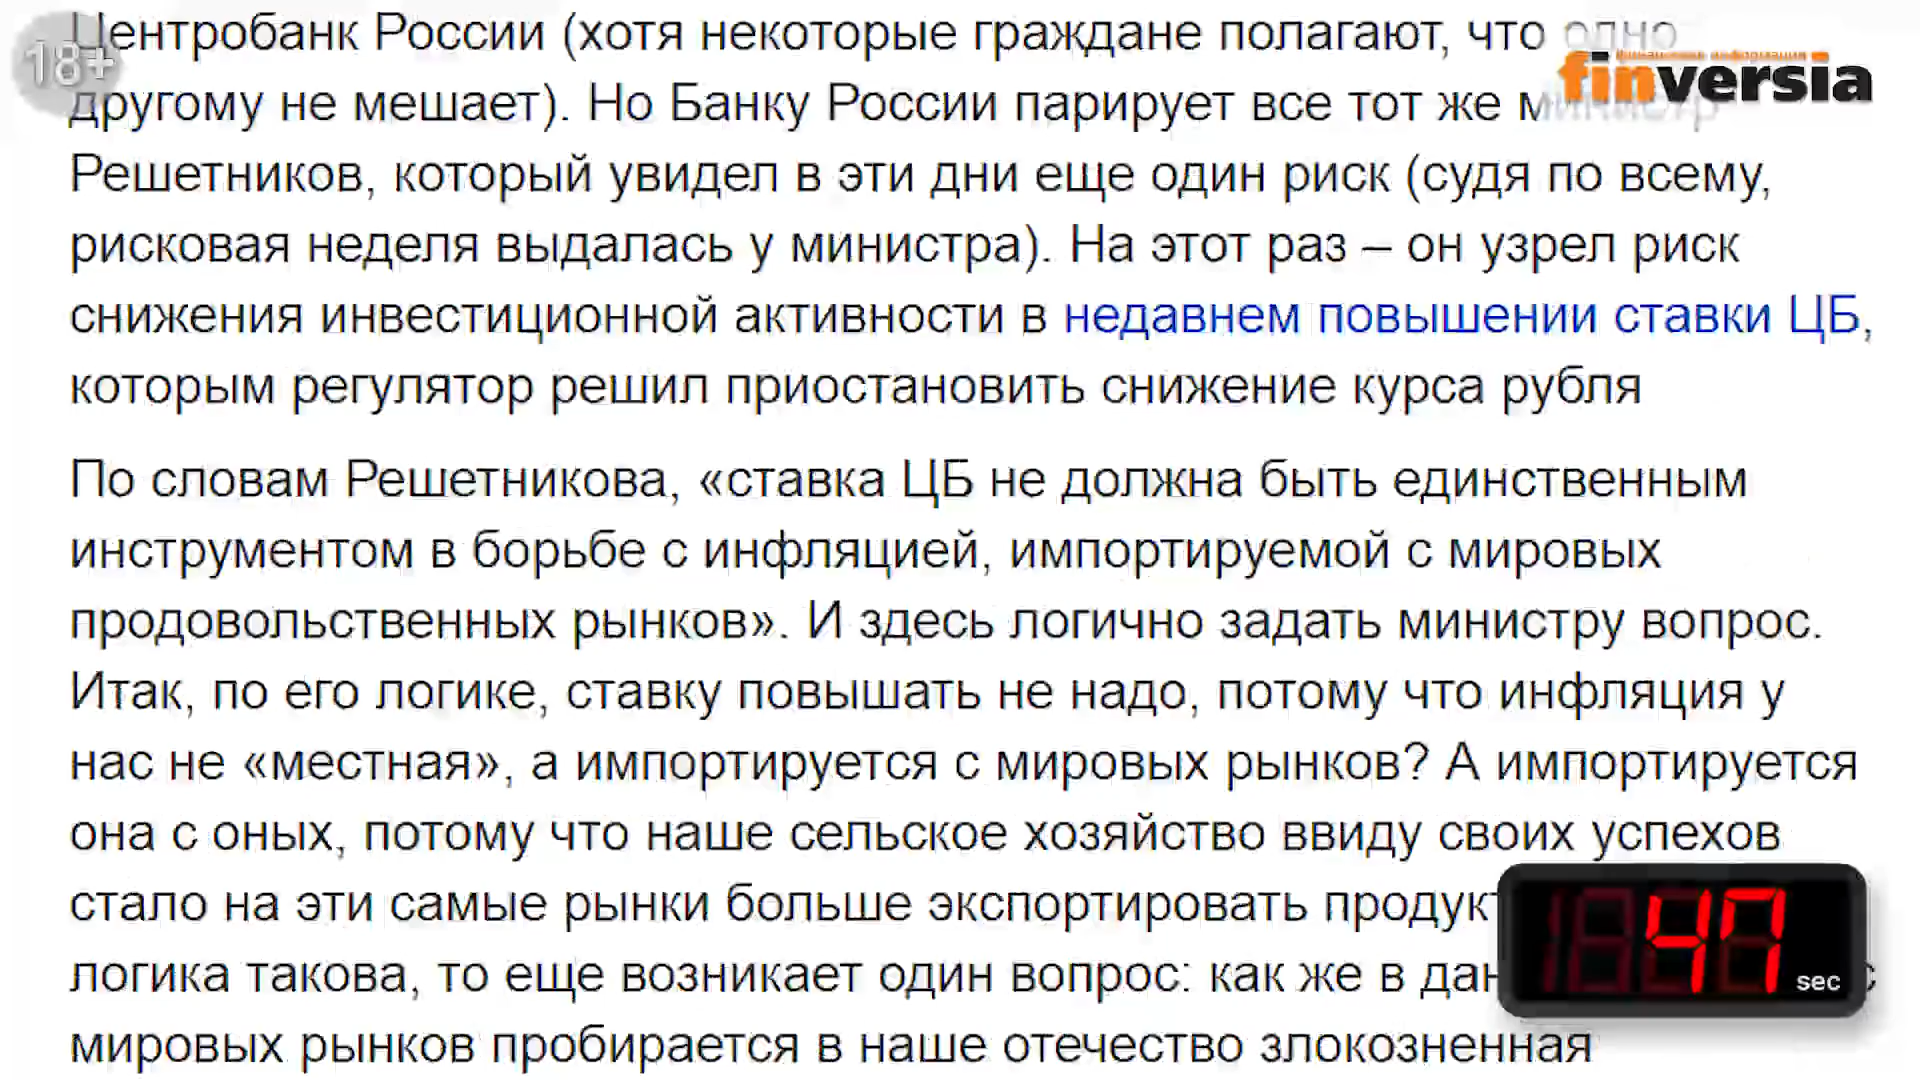 Центробанк России (хотя некоторые граждане полагают, что одно
другому не мешает). Но Банку России парирует все тот же министр
Решетников, который увидел в эти дни еще один риск (судя по всему,
рисковая неделя выдалась у министра). На этот раз – он узрел риск
снижения инвестиционной активности в недавнем повышении ставки ЦБ,
которым регулятор решил приостановить снижение курса рубля
По словам Решетникова, «ставка ЦБ не должна быть единственным
инструментом в борьбе с инфляцией, импортируемой с мировых
продовольственных рынков». И здесь логично задать министру вопрос.
Итак, по его логике, ставку повышать не надо, потому что инфляция у
нас не «местная», а импортируется с мировых рынков? А импортируется
она с оных, потому что наше сельское хозяйство ввиду своих успехов
стало на эти самые рынки больше экспортировать
логика такова, то еще возникает один вопрос: как же в
мировых рынков пробирается в наше отечество злокозненная
18+
финансовая информация
finversia
47 sec